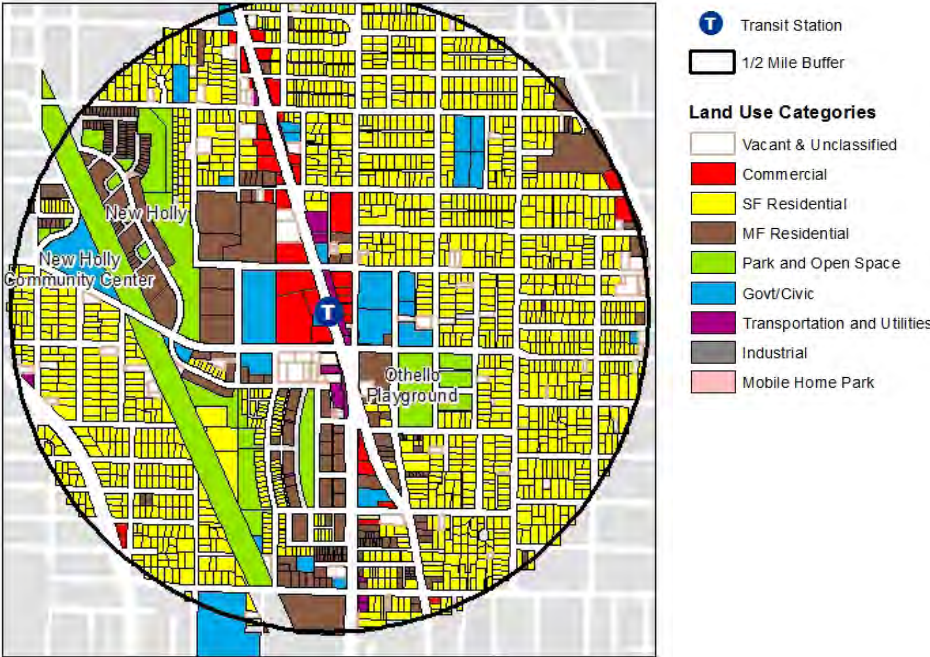 New Holly
New Holly
Community Center
T
Othello
Playground
T Transit Station
1/2 Mile Buffer
Land Use Categories
Vacant & Unclassified
Commercial
SF Residential
MF Residential
Park and Open Space
Govt/Civic
Transportation and Utilities
Industrial
Mobile Home Park